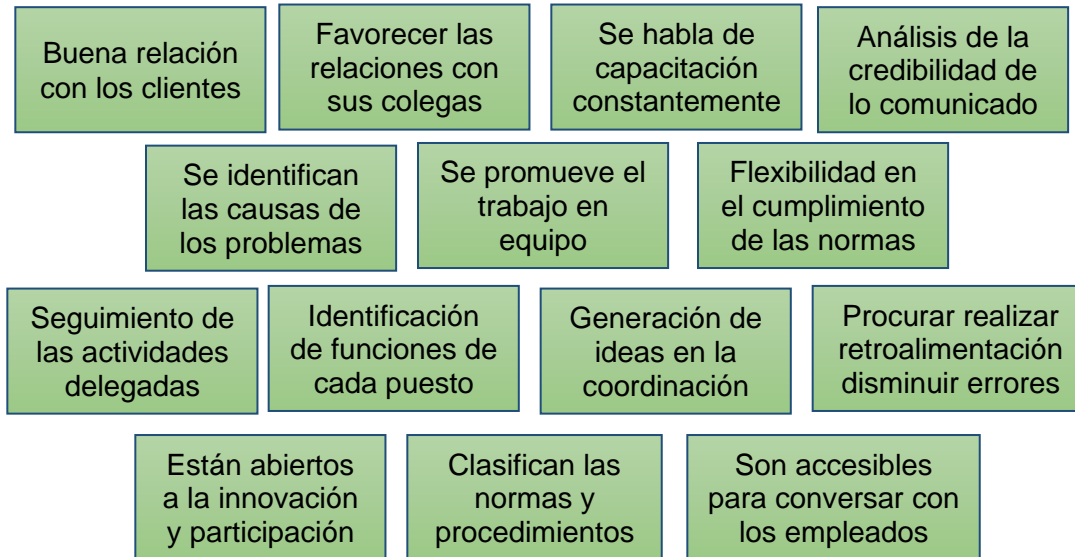 Buena relación
con los clientes
Favorecer las
relaciones con
sus colegas
Se habla de
capacitación
constantemente
Análisis de la
credibilidad de
lo comunicado
Se identifican
las causas de
los problemas
Se promueve el
trabajo en
equipo
Flexibilidad en
el cumplimiento
de las normas
Seguimiento de
las actividades
delegadas
Identificación
de funciones de
cada puesto
Generación de
ideas en la
coordinación
Procurar realizar
retroalimentación
disminuir errores
Están abiertos
a la innovación
y participación
Clasifican las
normas y
procedimientos
Son accesibles
para conversar con
los empleados